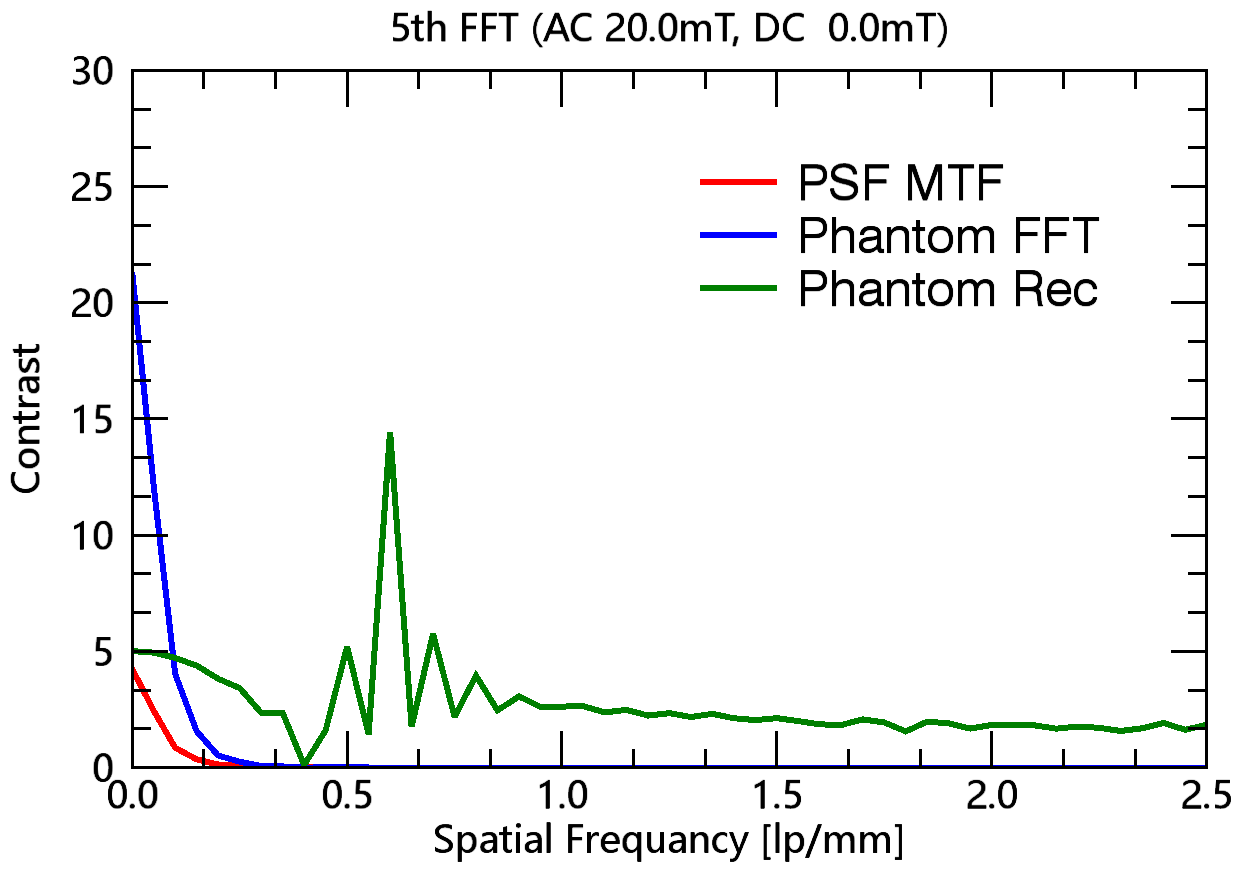 5th FFT (AC 20.0mT, DC  0.0mT)
30
25
20
15
10
5
0
Contrast
PSF MTF
Phantom FFT
Phantom Rec
0.0 0.5 1.0 1.5 2.0 2.5
Spatial Frequancy [lp/mm]